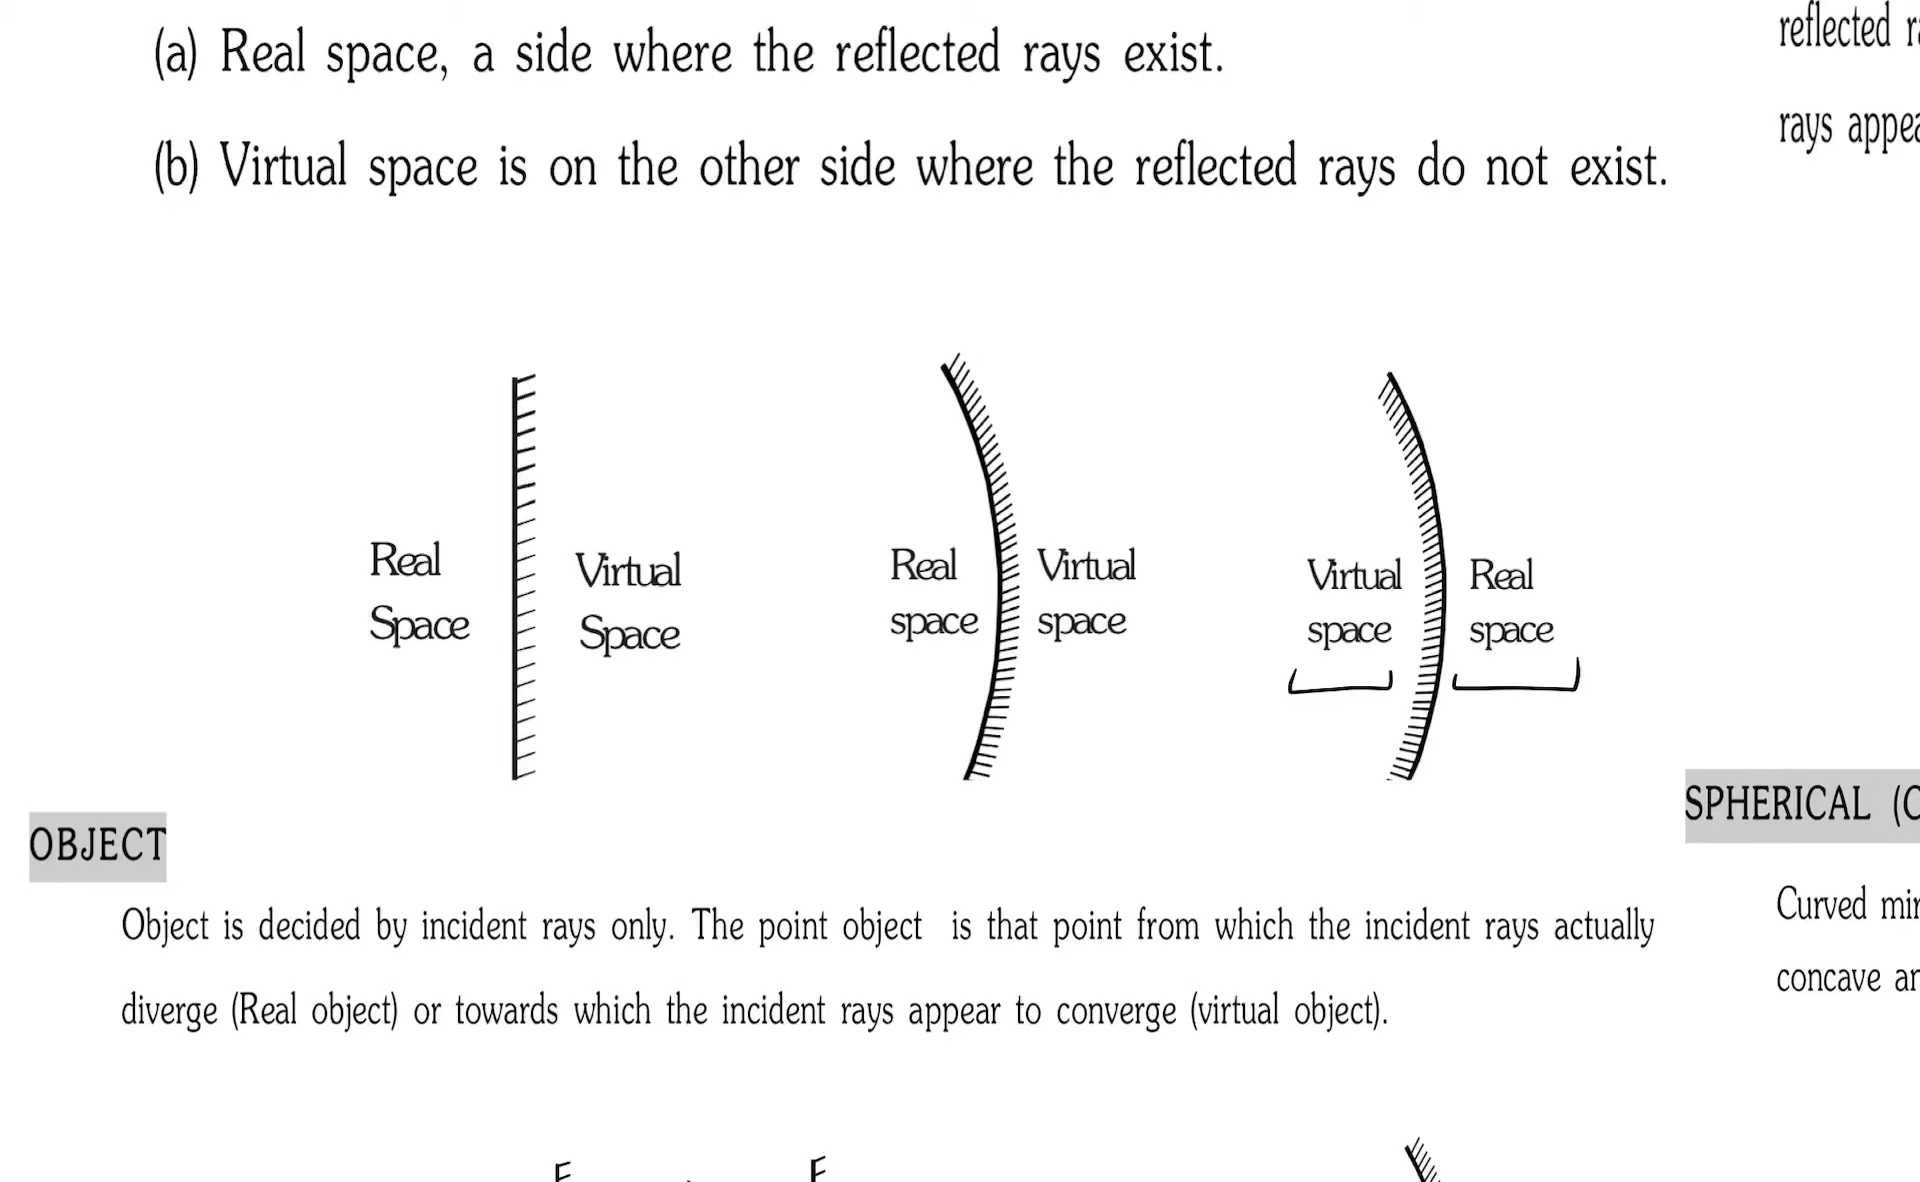 (a) Real space, a side where the reflected rays exist.
(b) Virtual space is on the other side where the reflected rays do not exist.
reflected
rays
Real
Space
Virtual
Space
Real
space
Virtual
space
Virtual
space
Real
space
OBJECT
Object is decided by incident rays only. The point object is that point from which the incident rays actually
diverge (Real object) or towards which the incident rays appear to converge (virtual object).
SPHERICAL
Curved
concave